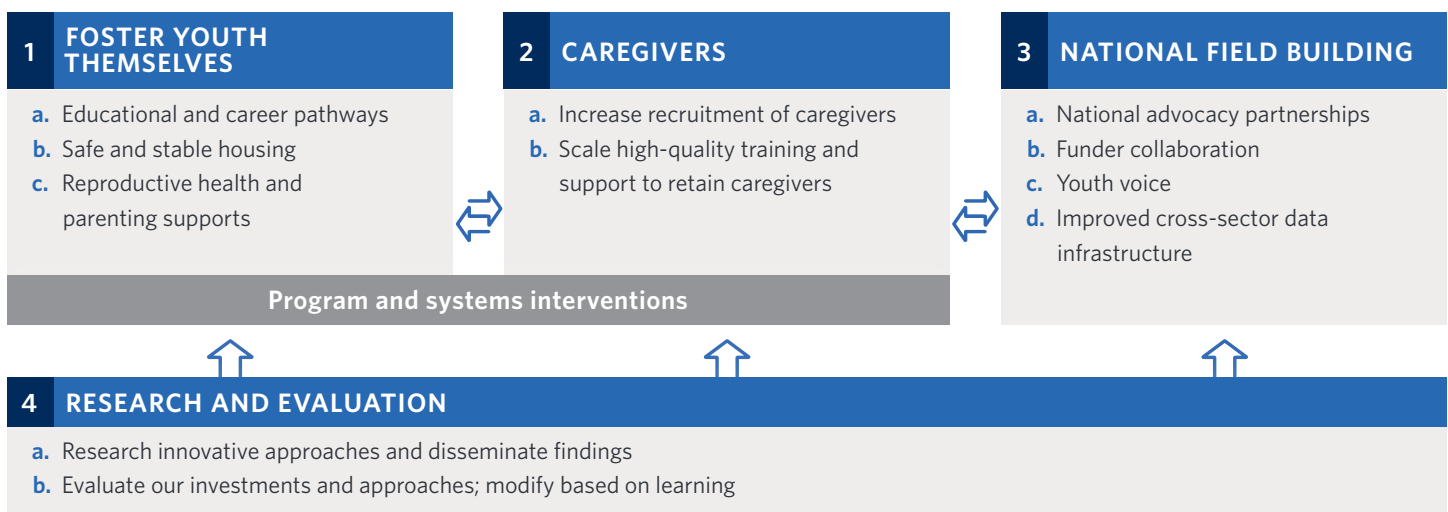 1 FOSTER YOUTH
THEMSELVES
a. Educational and career pathways
b. Safe and stable housing
c. Reproductive health and
parenting supports
2 CAREGIVERS
a. Increase recruitment of caregivers
b. Scale high-quality training and
support to retain caregivers
Program and systems interventions
3 NATIONAL FIELD BUILDING
a. National advocacy partnerships
b. Funder collaboration
c. Youth voice
d. Improved cross-sector data
infrastructure
4 RESEARCH AND EVALUATION
a. Research innovative approaches and disseminate findings
b. Evaluate our investments and approaches; modify based on learning